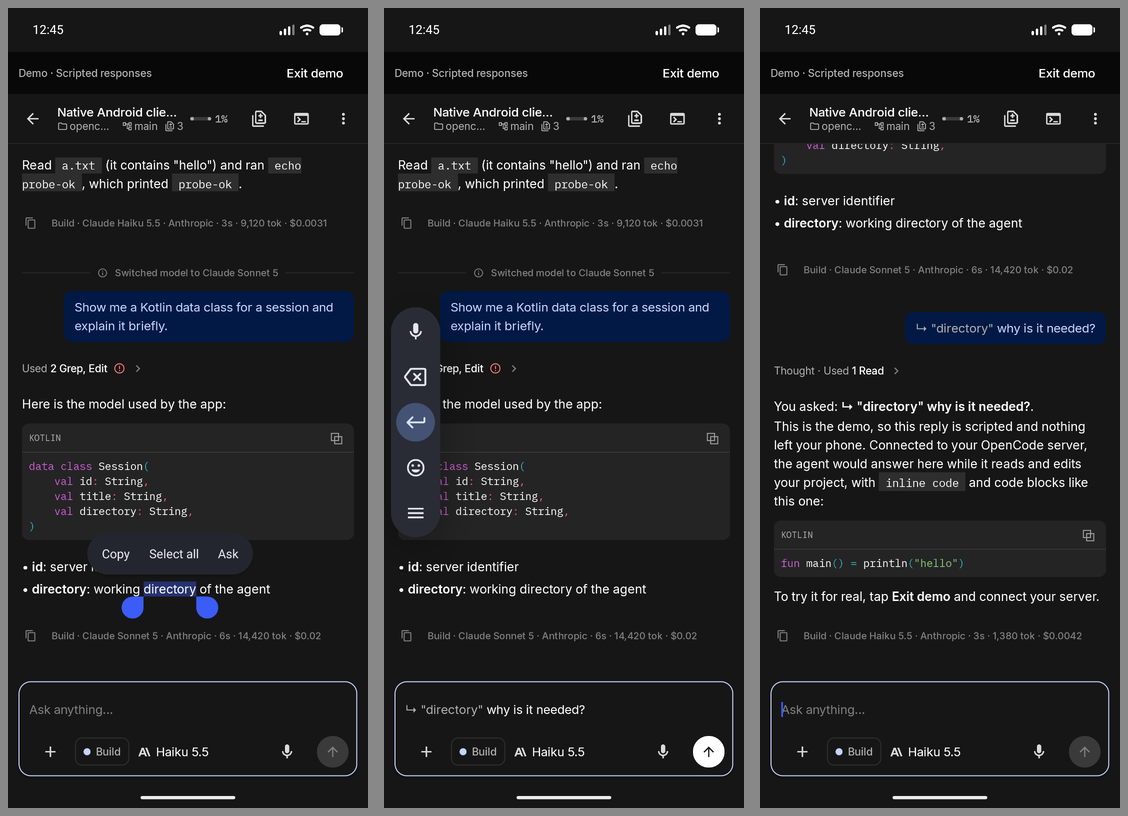 12:45
Demo · Scripted responses
Exit demo
Native Android clie...
openc... main 3
1%
Read a.txt (it contains "hello") and ran echo
probe-ok, which printed probe-ok.
Build · Claude Haiku 5.5 · Anthropic · 3s · 9,120 tok · $0.0031
Switched model to Claude Sonnet 5
Show me a Kotlin data class for a session and
explain it briefly.
Used 2 Grep, Edit
Here is the model used by the app:
KOTLIN
data class Session(
val id: String,
val title: String,
val directory: String,
)
Copy Select all Ask
• id: server
• directory: working directory of the agent
Build · Claude Sonnet 5 · Anthropic · 6s · 14,420 tok · $0.02
Ask anything...
Build
Haiku 5.5
12:45
Demo · Scripted responses
Exit demo
Native Android clie...
openc... main 3
1%
Read a.txt (it contains "hello") and ran echo
probe-ok, which printed probe-ok.
Build · Claude Haiku 5.5 · Anthropic · 3s · 9,120 tok · $0.0031
Switched model to Claude Sonnet 5
Show me a Kotlin data class for a session and
explain it briefly.
Grep, Edit
the model used by the app:
class Session(
val id: String,
val title: String,
val directory: String,
• id: server identifier
• directory: working directory of the agent
Build · Claude Sonnet 5 · Anthropic · 6s · 14,420 tok · $0.02
↳ "directory" why is it needed?
Build
Haiku 5.5
12:45
Demo · Scripted responses
Exit demo
Native Android clie...
openc... main 3
1%
val directory: String,
)
• id: server identifier
• directory: working directory of the agent
Build · Claude Sonnet 5 · Anthropic · 6s · 14,420 tok · $0.02
↳ "directory" why is it needed?
Thought · Used 1 Read
You asked: ↳ "directory" why is it needed?.
This is the demo, so this reply is scripted and nothing
left your phone. Connected to your OpenCode server,
the agent would answer here while it reads and edits
your project, with inline code and code blocks like
this one:
KOTLIN
fun main() = println("hello")
To try it for real, tap Exit demo and connect your server.
Build · Claude Haiku 5.5 · Anthropic · 3s · 1,380 tok · $0.0042
Ask anything...
Build
Haiku 5.5